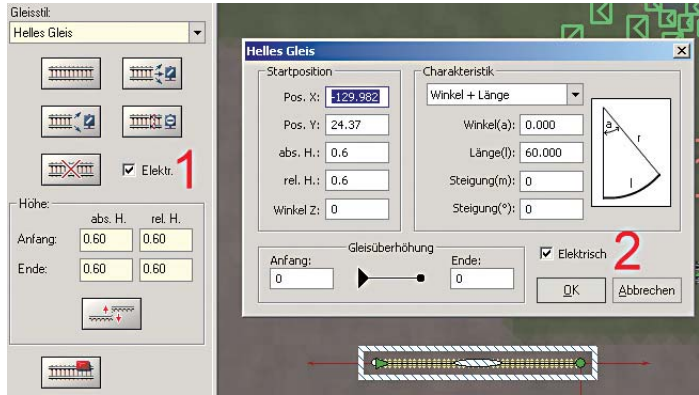 Gleisstil:
Helles Gleis
Elektr.
1
Höhe:
abs. H. rel. H.
Anfang: 0.60 0.60
Ende: 0.60 0.60
Helles Gleis
Startposition
Pos. X: -129.982
Pos. Y: 24.37
abs. H.: 0.6
rel. H.: 0.6
Winkel Z: 0
Charakteristik
Winkel + Länge
Winkel(a): 0.000
Länge(l): 60.000
Steigung(m): 0
Steigung(°): 0
a
r
l
Gleisüberhöhung
Anfang: Ende:
0 0
Elektrisch
2
OK Abbrechen